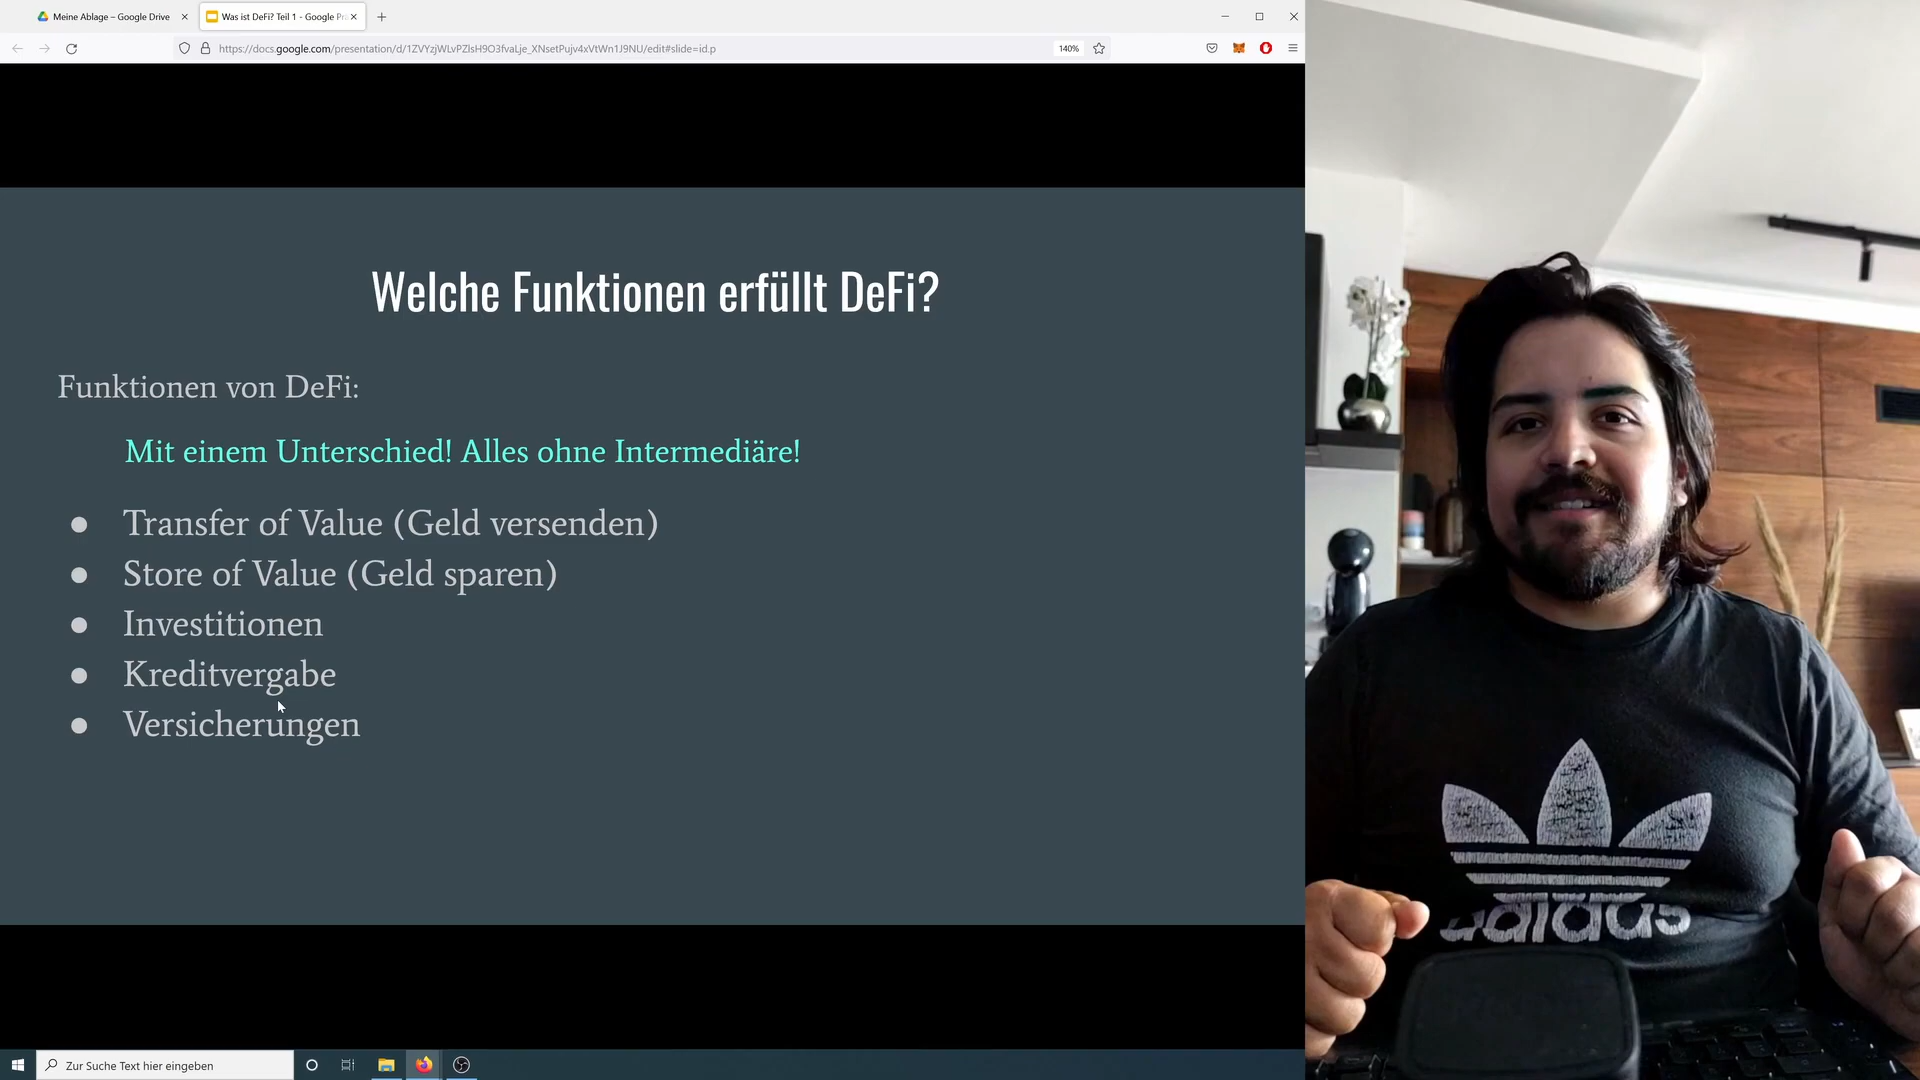 Meine Ablage – Google Drive
Was ist DeFi? Teil 1 - Google Pr
https://docs.google.com/presentation/d/1ZVYzjWLvPZlsH9O3fvaLje_XNsetPujv4xVtWn1J9NU/edit#slide=id.p
140%
Welche Funktionen erfüllt DeFi?
Funktionen von DeFi:
Mit einem Unterschied! Alles ohne Intermediäre!
● Transfer of Value (Geld versenden)
● Store of Value (Geld sparen)
● Investitionen
● Kreditvergabe
● Versicherungen
adidas
Zur Suche Text hier eingeben